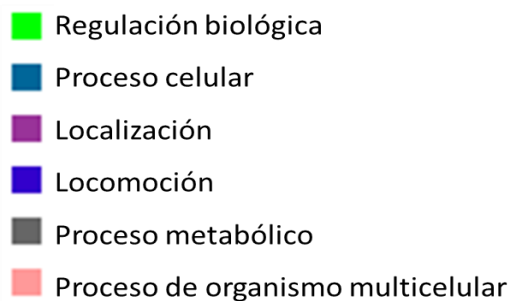 Regulación biológica
Proceso celular
Localización
Locomoción
Proceso metabólico
Proceso de organismo multicelular